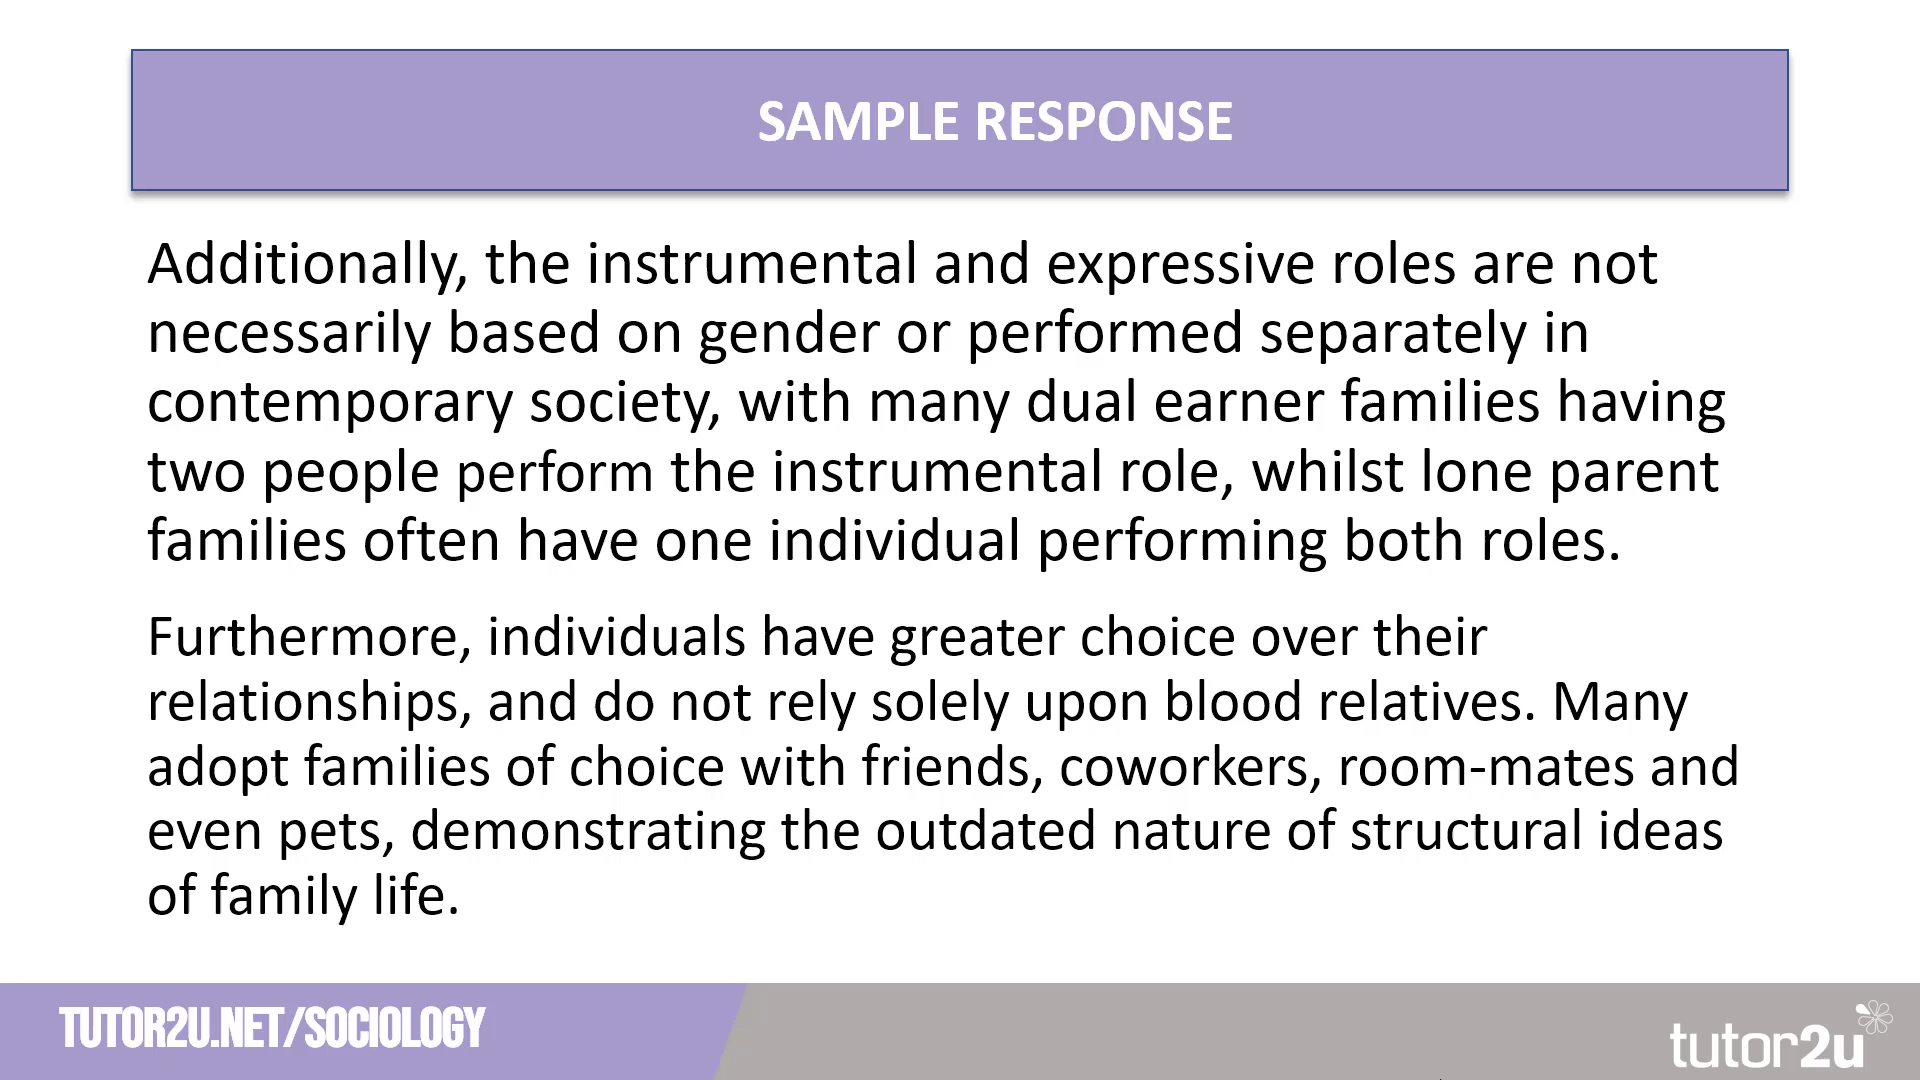 SAMPLE RESPONSE
Additionally, the instrumental and expressive roles are not
necessarily based on gender or performed separately in
contemporary society, with many dual earner families having
two people perform the instrumental role, whilst lone parent
families often have one individual performing both roles.
Furthermore, individuals have greater choice over their
relationships, and do not rely solely upon blood relatives. Many
adopt families of choice with friends, coworkers, room-mates and
even pets, demonstrating the outdated nature of structural ideas
of family life.
TUTOR2U.NET/SOCIOLOGY
tutor2u